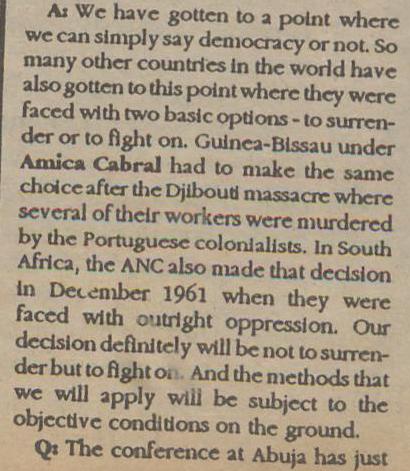 A: We have gotten to a point where
we can simply say democracy or not. So
many other countries in the world have
also gotten to this point where they were
faced with two basic options - to surren-
der or to fight on. Guinea-Bissau under
Amica Cabral had to make the same
choice after the Djibouti massacre where
several of their workers were murdered
by the Portuguese colonialists. In South
Africa, the ANC also made that decision
in December 1961 when they were
faced with outright oppression. Our
decision definitely will be not to surren-
der but to fight on. And the methods that
we will apply will be subject to the
objective conditions on the ground.
Q: The conference at Abuja has just